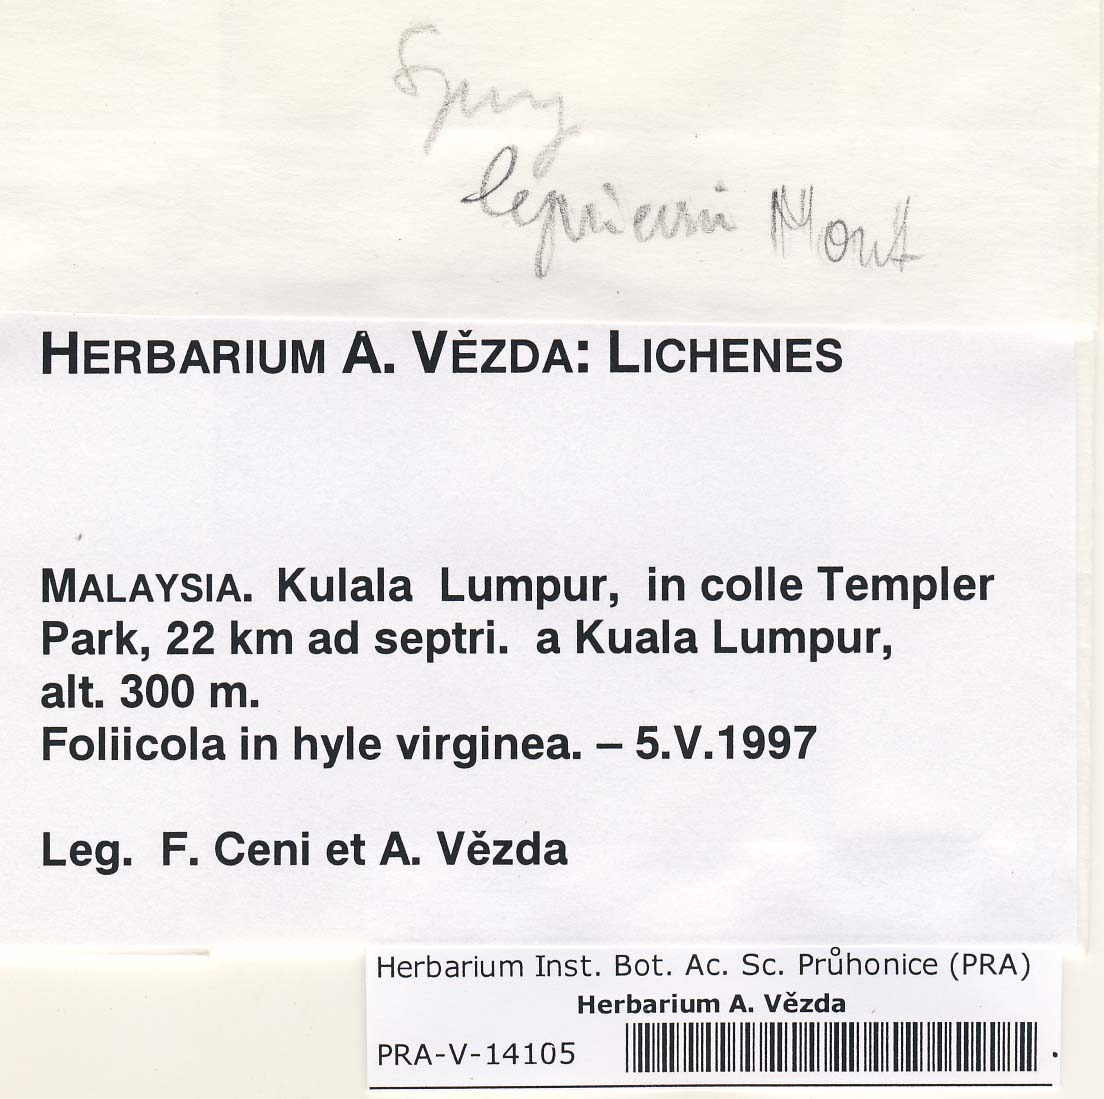 leprieurii Mont
HERBARIUM A. VĚZDA: LICHENES
MALAYSIA. Kulala Lumpur, in colle Templer
Park, 22 km ad septri. a Kuala Lumpur,
alt. 300 m.
Foliicola in hyle virginea. – 5.V.1997
Leg. F. Ceni et A. Vězda
Herbarium Inst. Bot. Ac. Sc. Průhonice (PRA)
Herbarium A. Vězda
PRA-V-14105